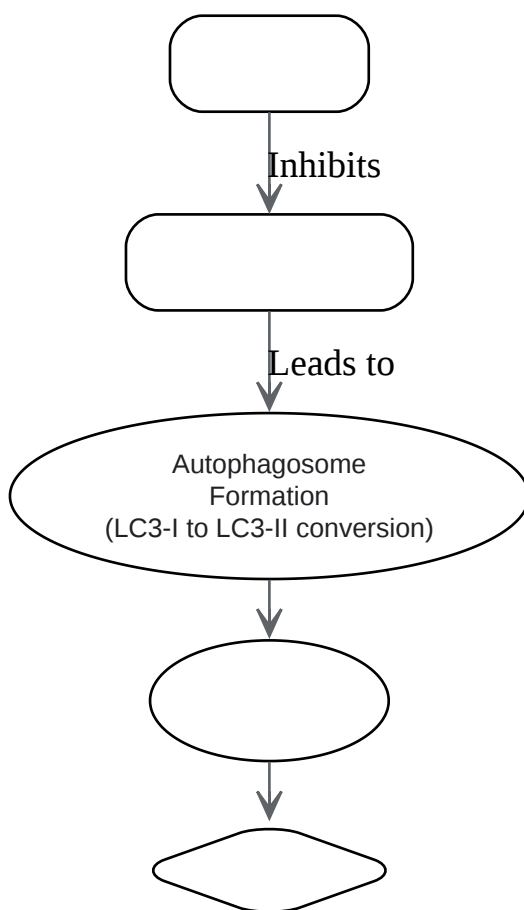 Inhibits
Leads to
Autophagosome
Formation
(LC3-I to LC3-II conversion)